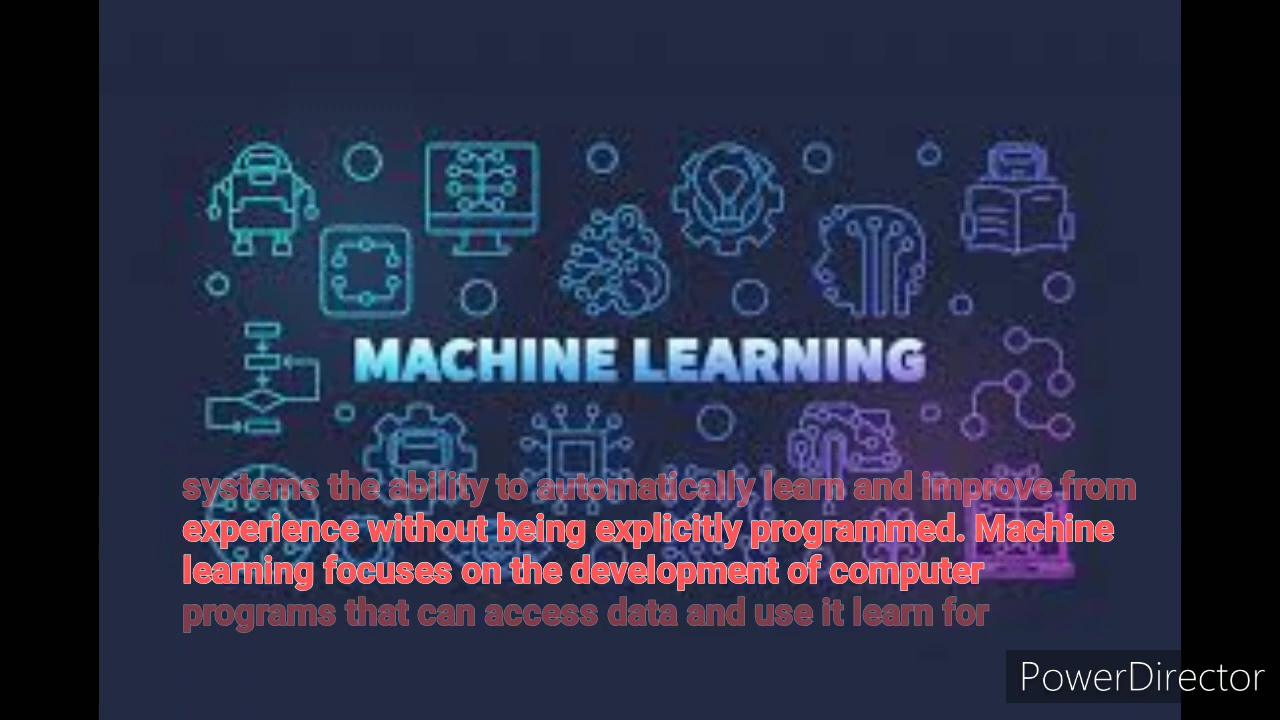 MACHINE LEARNING
systems the ability to automatically learn and improve from
experience without being explicitly programmed. Machine
learning focuses on the development of computer
programs that can access data and use it learn for
PowerDirector